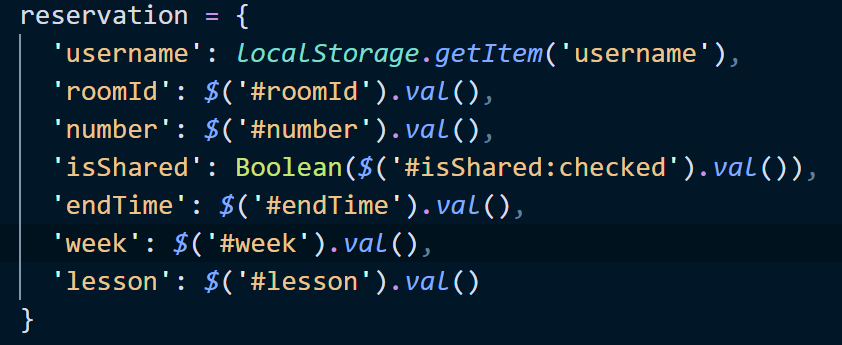 reservation = {
'username': localStorage.getItem('username'),
'roomId': $('#roomId').val(),
'number': $('#number').val(),
'isShared': Boolean($('#isShared:checked').val()),
'endTime': $('#endTime').val(),
'week': $('#week').val(),
'lesson': $('#lesson').val()
}